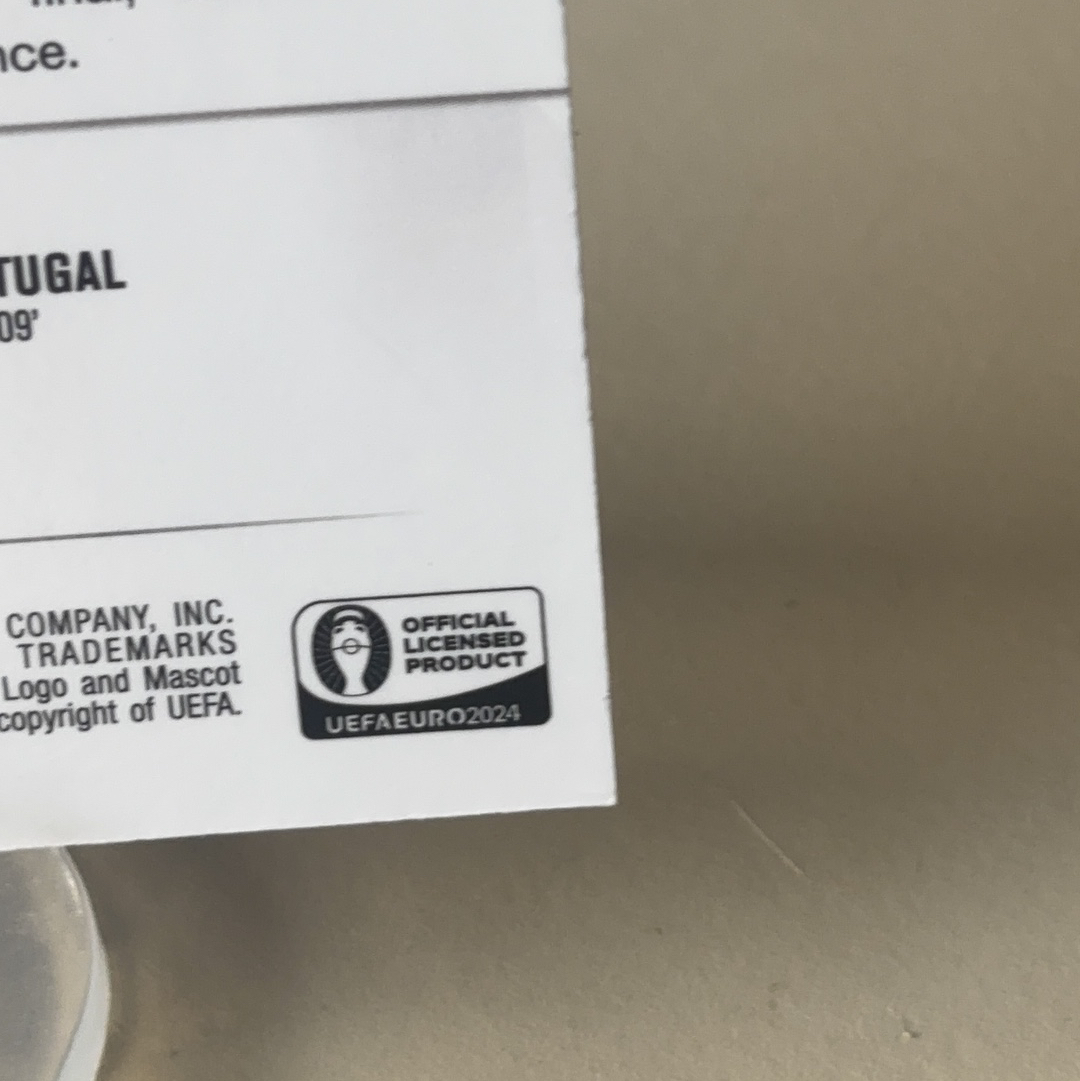 nce.
TUGAL
09’
COMPANY, INC.
TRADEMARKS
Logo and Mascot
copyright of UEFA.
OFFICIAL
LICENSED
PRODUCT
UEFAEURO2024